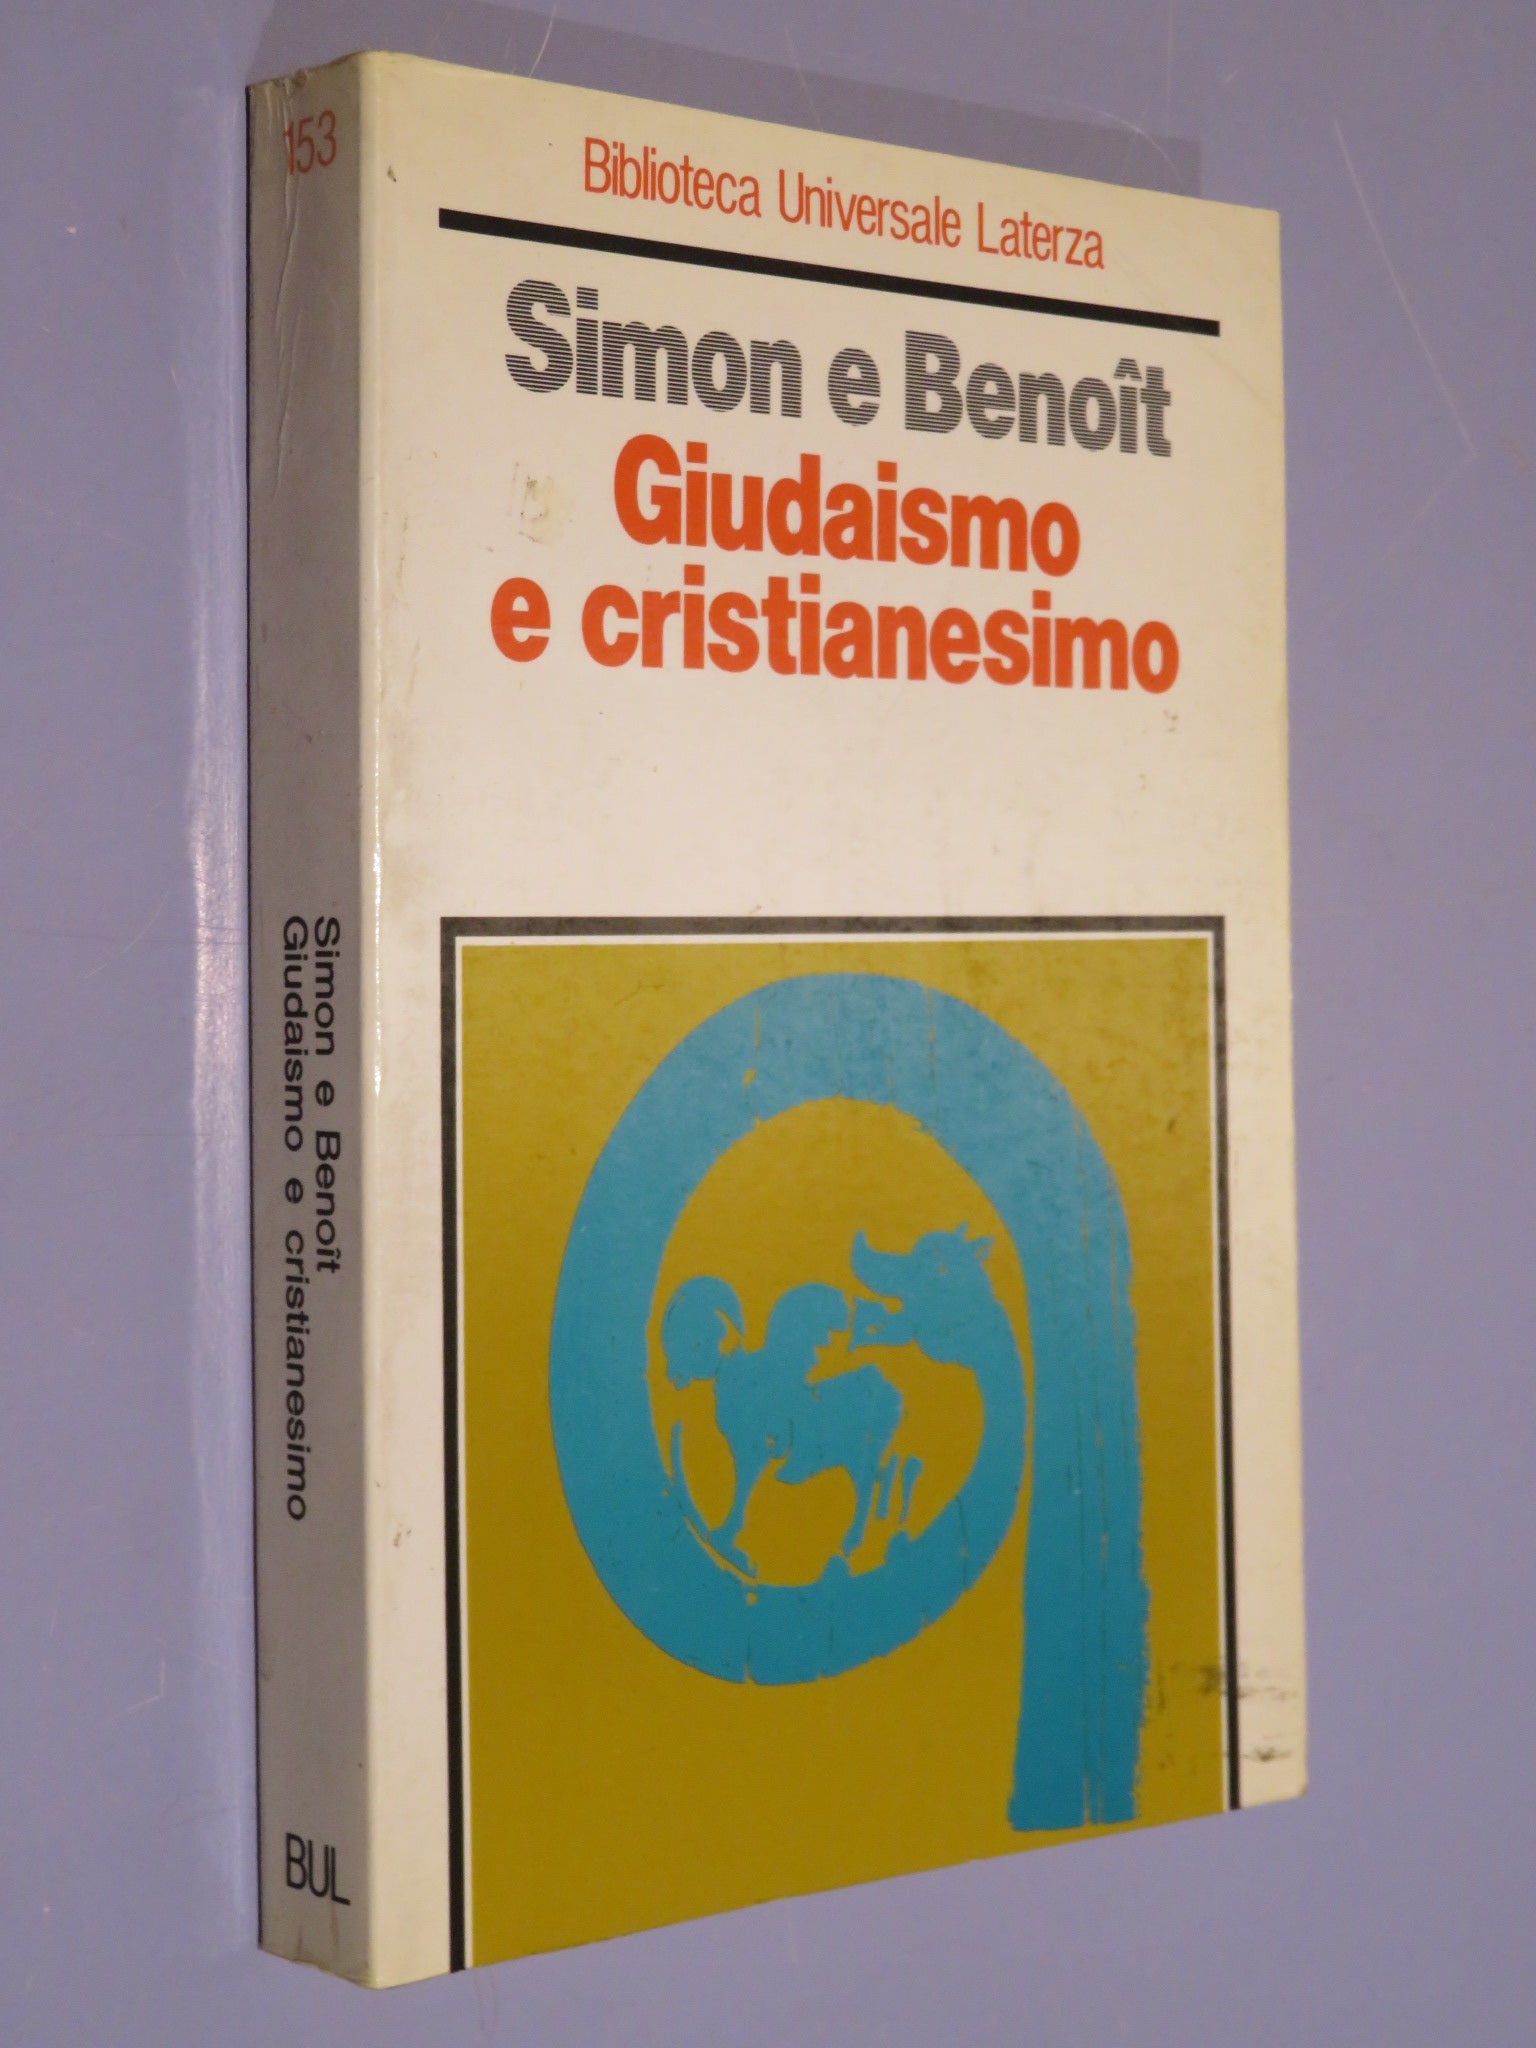 153
Biblioteca Universale Laterza
Simon e Benoît
Giudaismo
e cristianesimo
Simon e Benoît
Giudaismo e cristianesimo
BUL